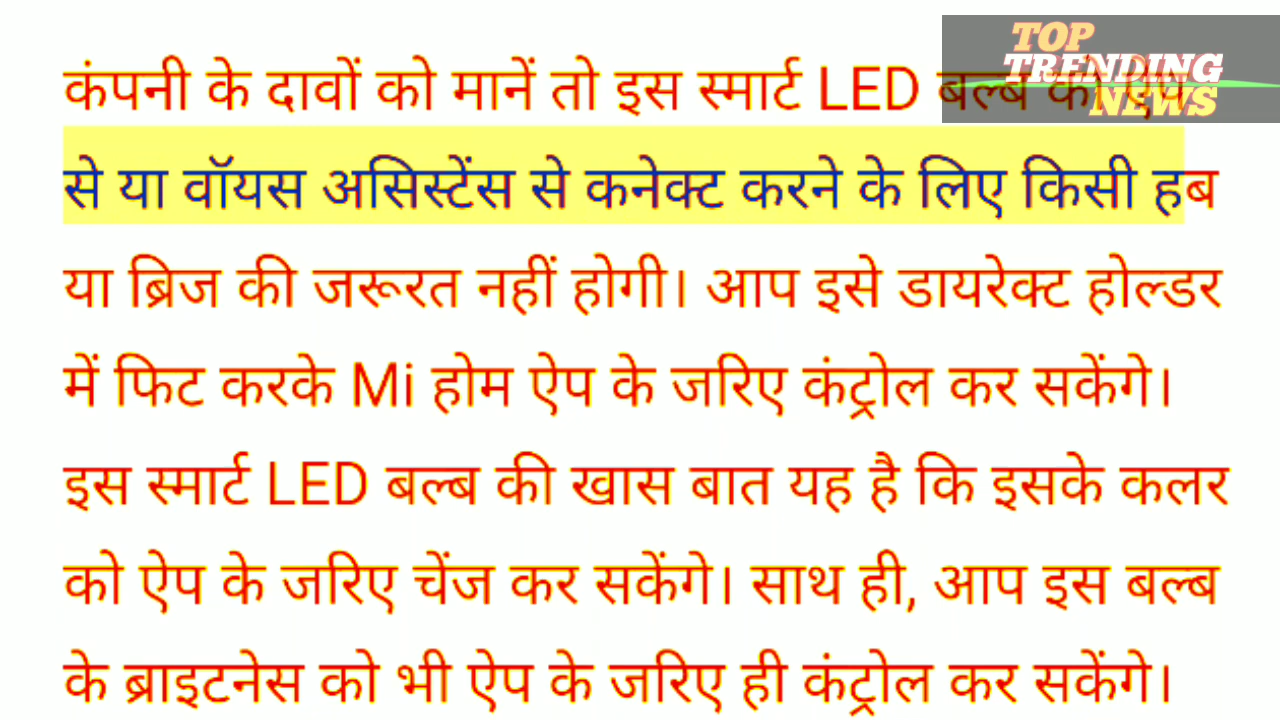 TOP
TRENDING
NEWS
कंपनी के दावों को मानें तो इस स्मार्ट LED बल्ब को ऐप
से या वॉयस असिस्टेंस से कनेक्ट करने के लिए किसी हब
या ब्रिज की जरूरत नहीं होगी। आप इसे डायरेक्ट होल्डर
में फिट करके Mi होम ऐप के जरिए कंट्रोल कर सकेंगे।
इस स्मार्ट LED बल्ब की खास बात यह है कि इसके कलर
को ऐप के जरिए चेंज कर सकेंगे। साथ ही, आप इस बल्ब
के ब्राइटनेस को भी ऐप के जरिए ही कंट्रोल कर सकेंगे।